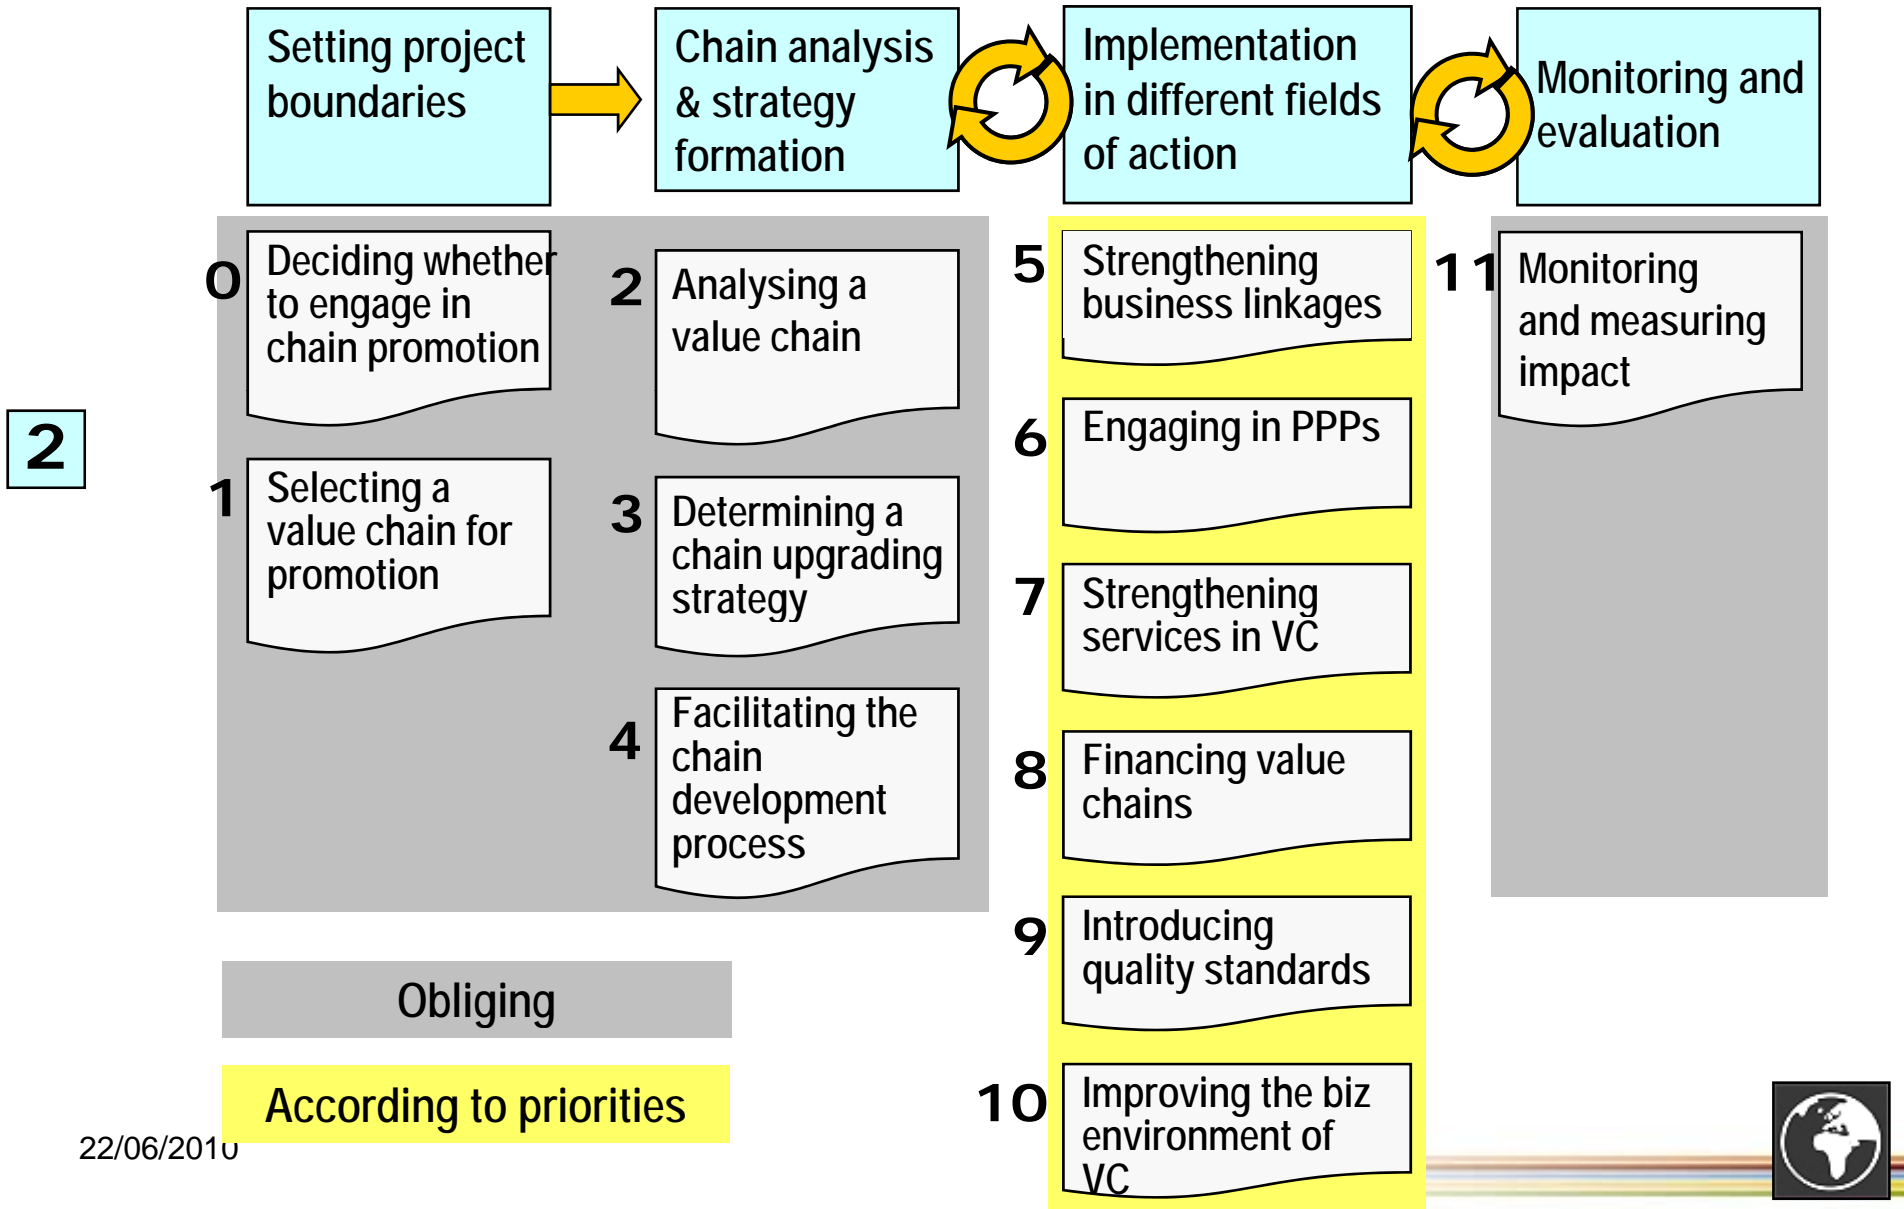 Setting project
boundaries
Chain analysis
& strategy
formation
Implementation
in different fields
of action
Monitoring and
evaluation
0
Deciding whether
to engage in
chain promotion
1
Selecting a
value chain for
promotion
2
Analysing a
value chain
3
Determining a
chain upgrading
strategy
4
Facilitating the
chain
development
process
5
Strengthening
business linkages
6
Engaging in PPPs
7
Strengthening
services in VC
8
Financing value
chains
9
Introducing
quality standards
10
Improving the biz
environment of
VC
11
Monitoring
and measuring
impact
2
Obliging
According to priorities
22/06/2010